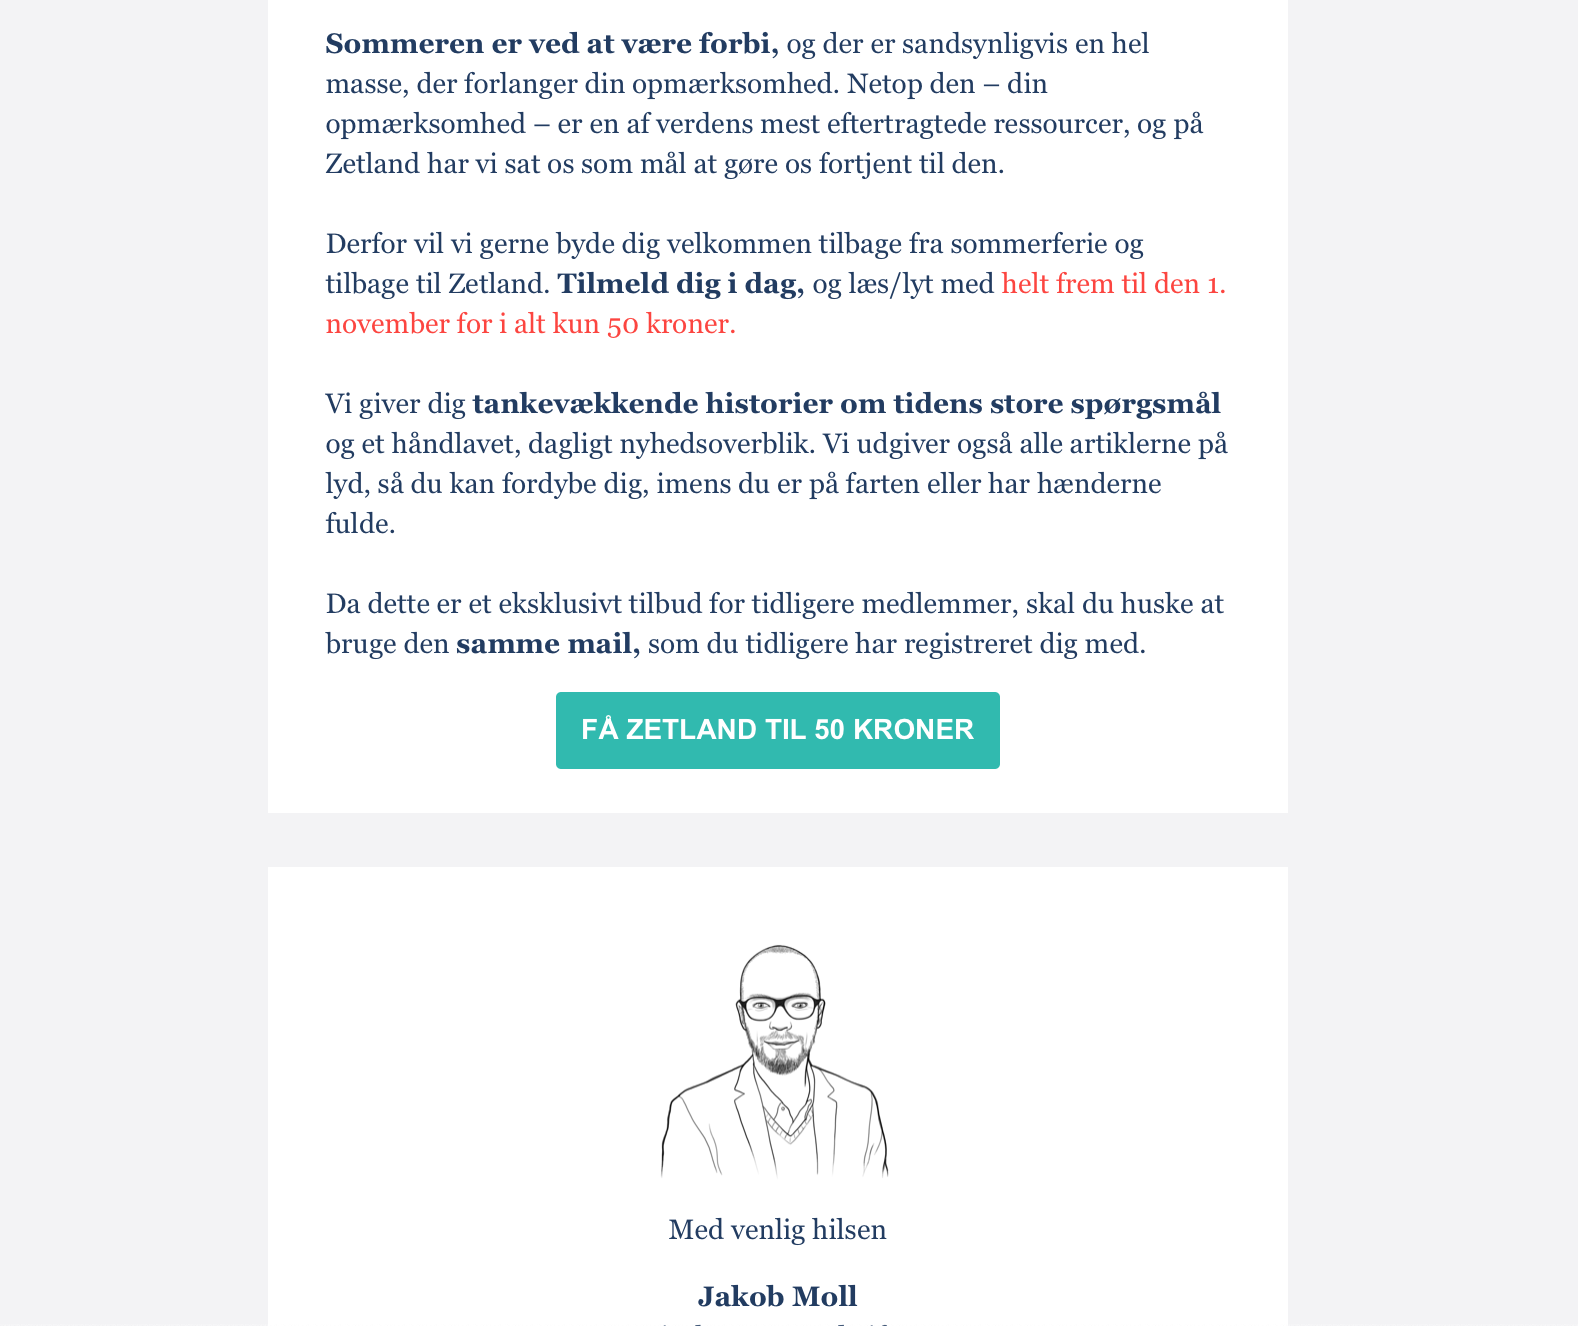 Sommeren er ved at være forbi, og der er sandsynligvis en hel
masse, der forlanger din opmærksomhed. Netop den – din
opmærksomhed – er en af verdens mest eftertragtede ressourcer, og på
Zetland har vi sat os som mål at gøre os fortjent til den.
Derfor vil vi gerne byde dig velkommen tilbage fra sommerferie og
tilbage til Zetland. Tilmeld dig i dag, og læs/lyt med helt frem til den 1.
november for i alt kun 50 kroner.
Vi giver dig tankevækkende historier om tidens store spørgsmål
og et håndlavet, dagligt nyhedsoverblik. Vi udgiver også alle artiklerne på
lyd, så du kan fordybe dig, imens du er på farten eller har hænderne
fulde.
Da dette er et eksklusivt tilbud for tidligere medlemmer, skal du huske at
bruge den samme mail, som du tidligere har registreret dig med.
FÅ ZETLAND TIL 50 KRONER
Med venlig hilsen
Jakob Moll